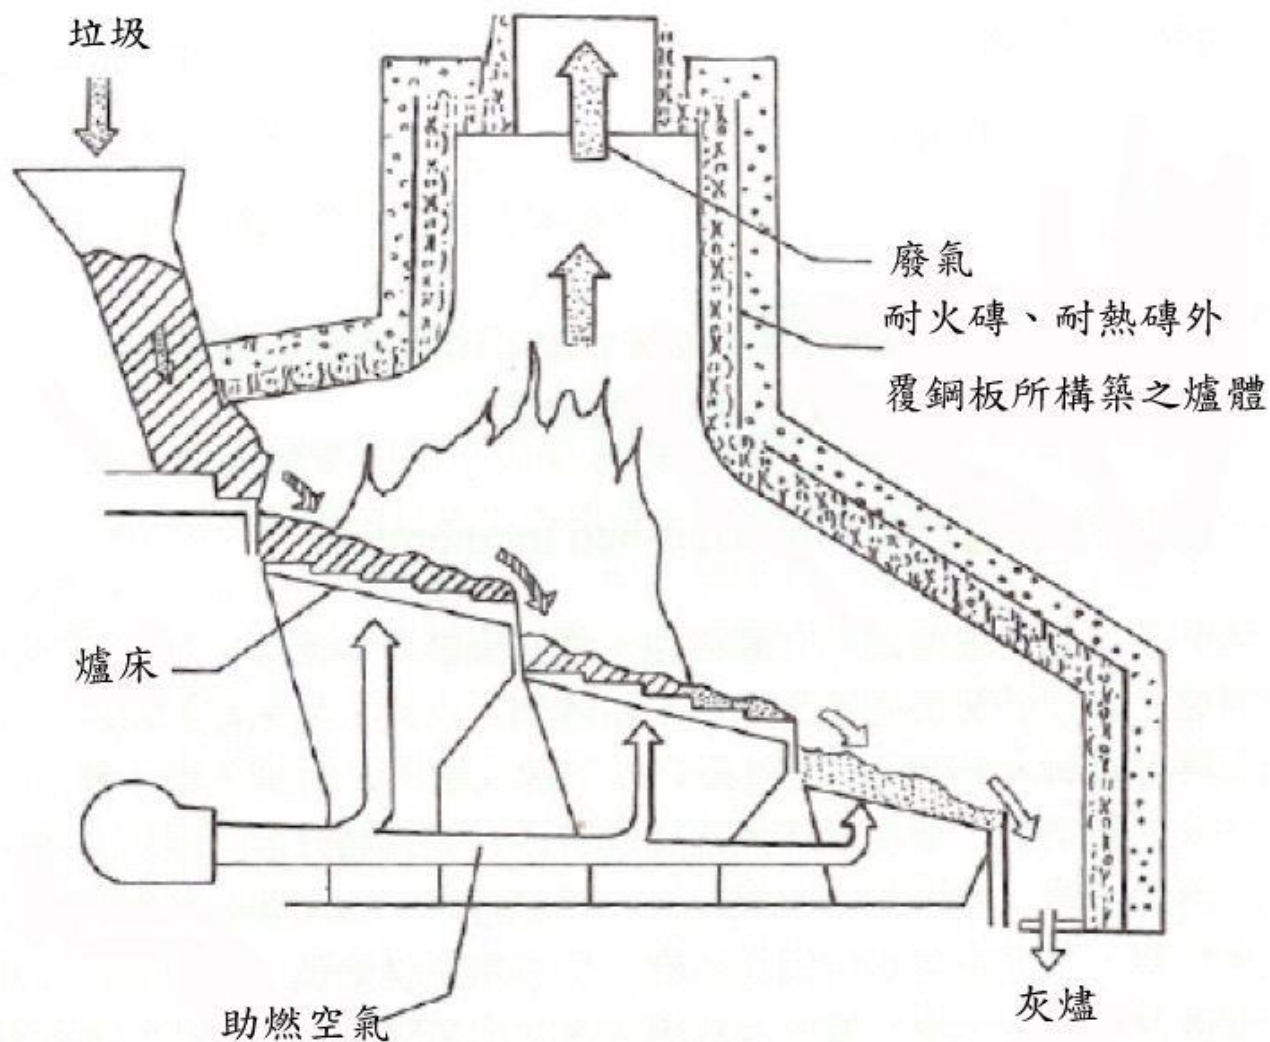 垃圾
廢氣
耐火磚、耐熱磚外
覆鋼板所構築之爐體
爐床
助燃空氣
灰燼